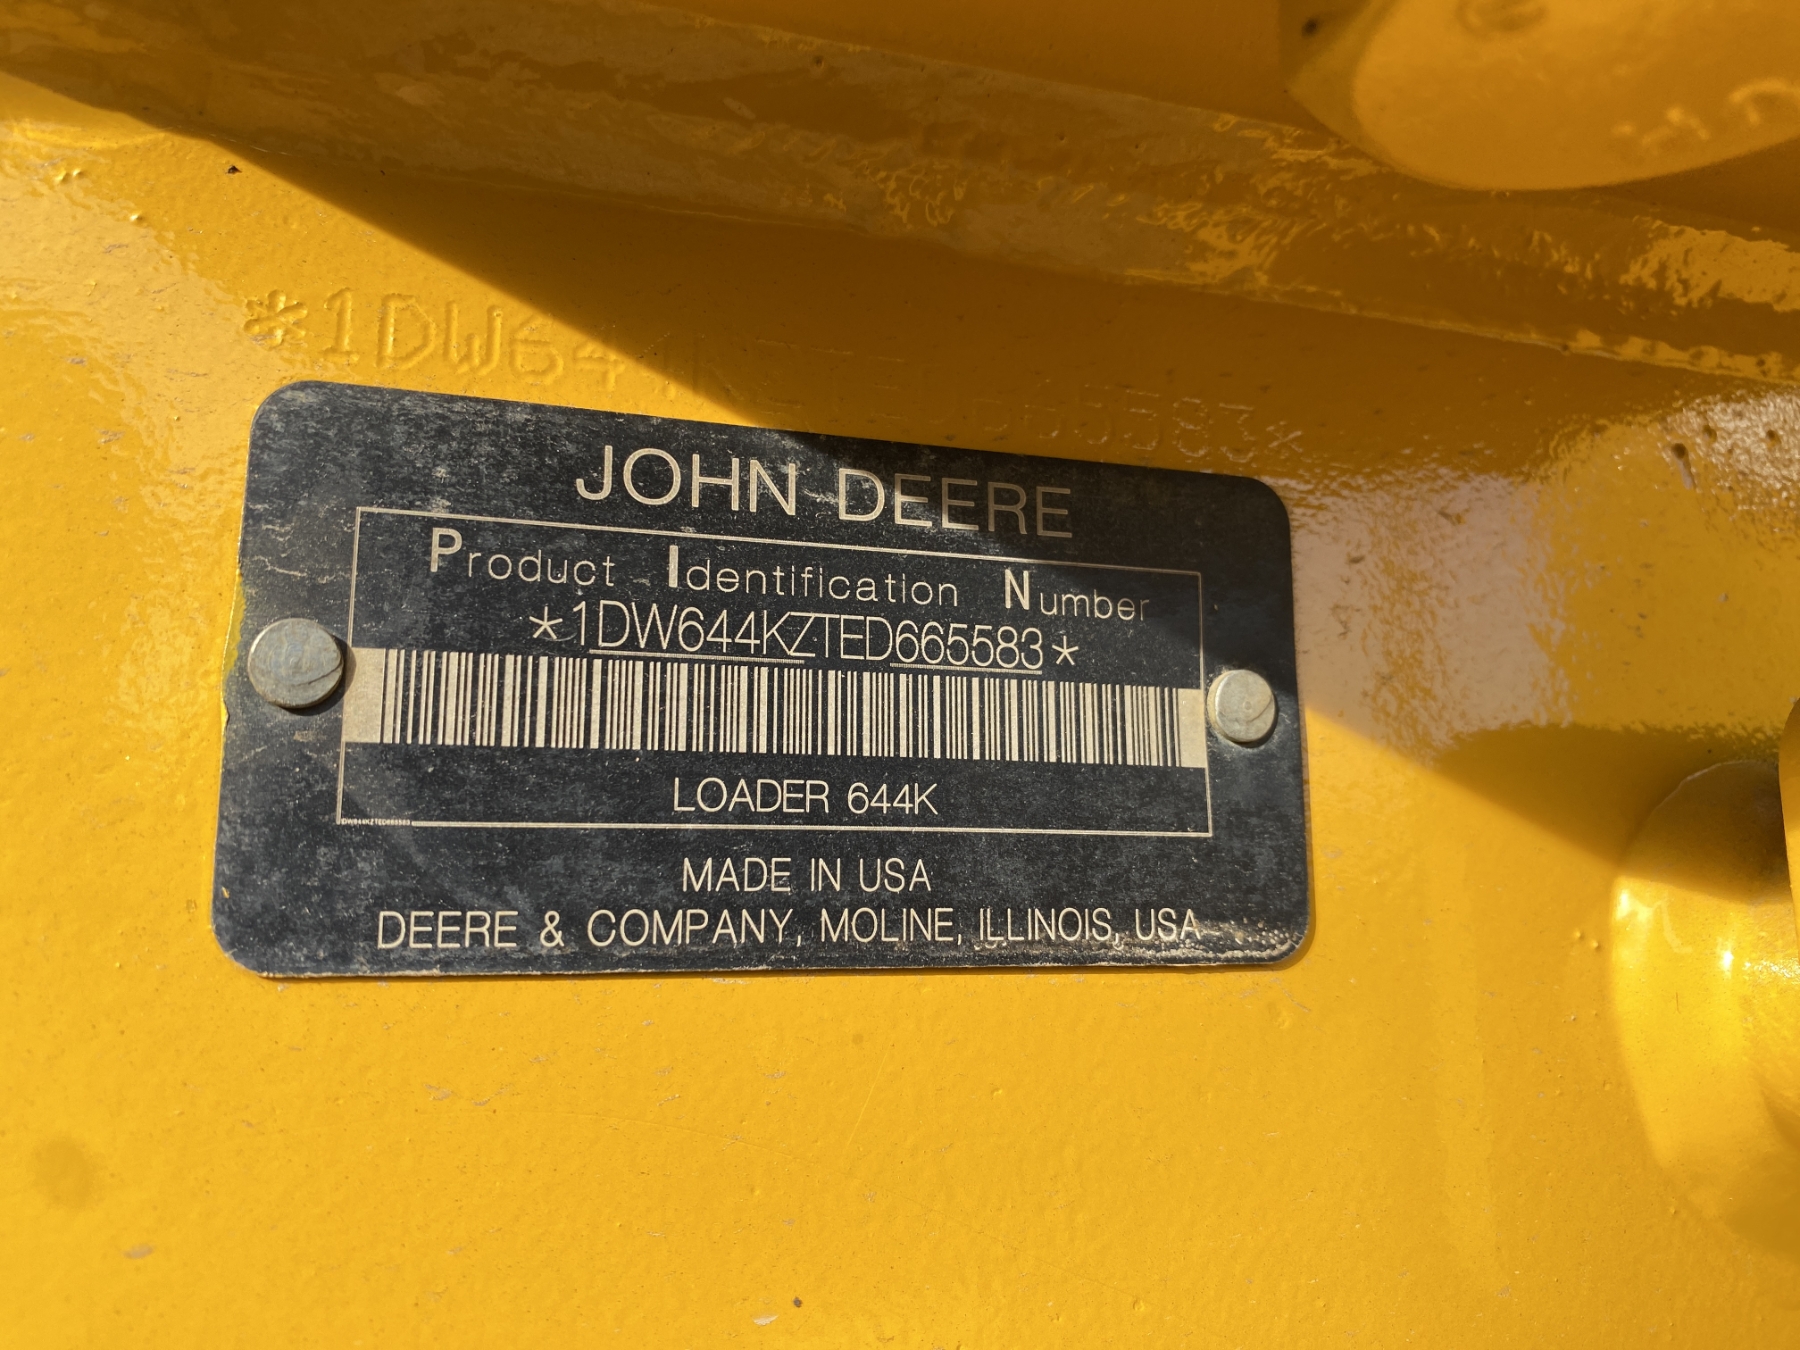 JOHN DEERE
Product Identification Number
*1DW644KZTED665583*
LOADER 644K
MADE IN USA
DEERE & COMPANY, MOLINE, ILLINOIS, USA